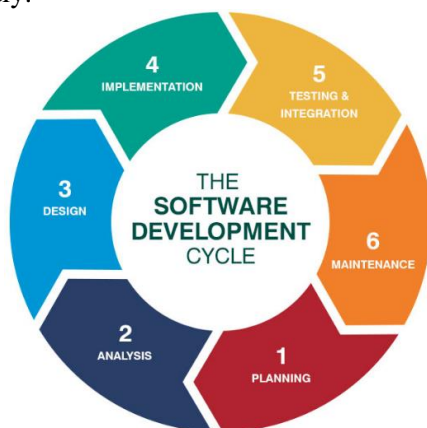 THE
SOFTWARE
DEVELOPMENT
CYCLE
1
PLANNING
2
ANALYSIS
3
DESIGN
4
IMPLEMENTATION
5
TESTING &
INTEGRATION
6
MAINTENANCE